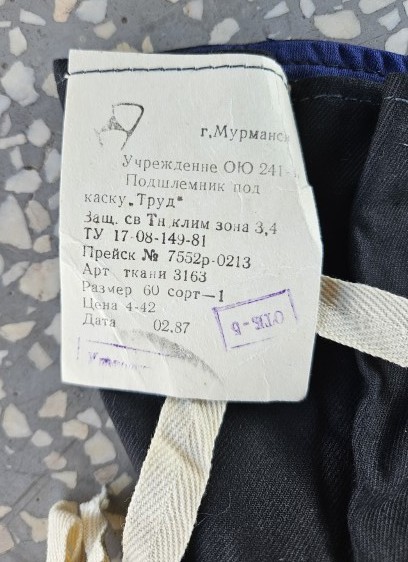 г.Мурманск
Учреждение ОЮ 241-
Подшлемник под
каску „Труд"
Защ. св Тн клим зона 3,4
ТУ 17-08-149-81
Прейск № 7552р-0213
Арт ткани 3163
Размер 60 сорт—1
Цена 4-42
Дата 02.87
ОТК-5